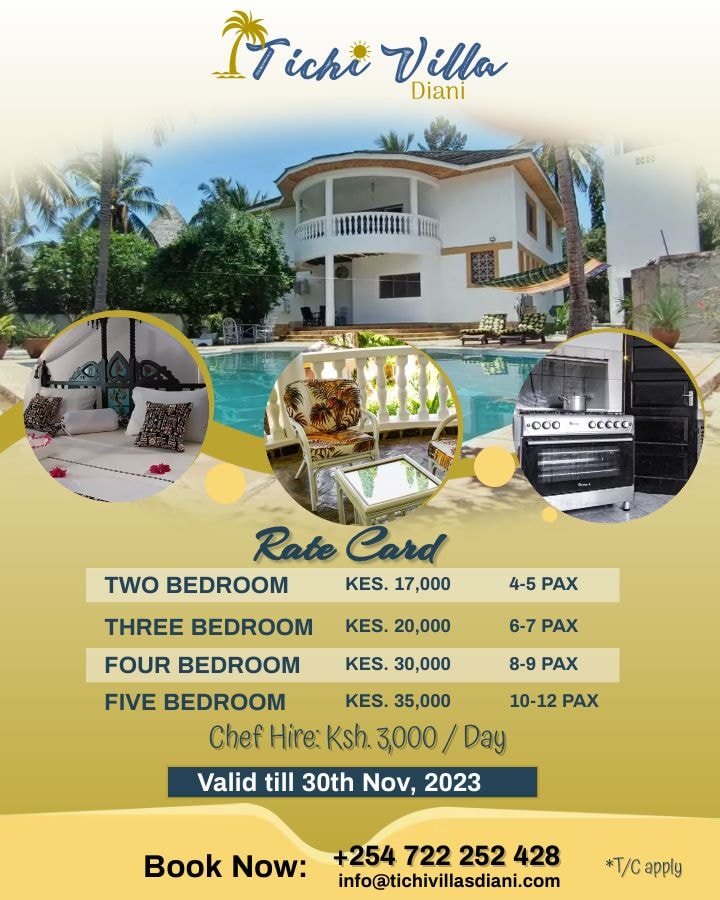 Tichi Villa
Diani
Rate Card
TWO BEDROOM KES. 17,000 4-5 PAX
THREE BEDROOM KES. 20,000 6-7 PAX
FOUR BEDROOM KES. 30,000 8-9 PAX
FIVE BEDROOM KES. 35,000 10-12 PAX
Chef Hire: Ksh. 3,000 / Day
Valid till 30th Nov, 2023
Book Now: +254 722 252 428
info@tichivillasdiani.com
*T/C apply